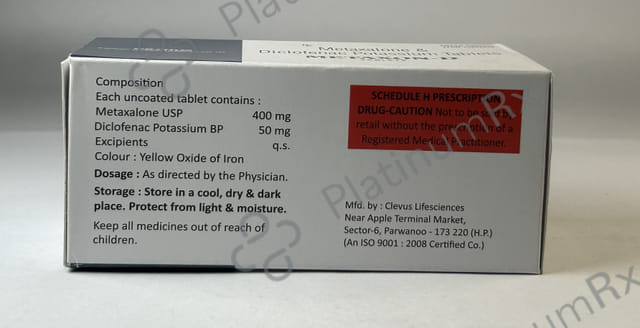 Metaxalone &
Diclofenac Potassium Tablets
METAXON-D
Composition
Each uncoated tablet contains :
Metaxalone USP 400 mg
Diclofenac Potassium BP 50 mg
Excipients q.s.
Colour : Yellow Oxide of Iron
Dosage : As directed by the Physician.
Storage : Store in a cool, dry & dark
place. Protect from light & moisture.
Keep all medicines out of reach of
children.
SCHEDULE H PRESCRIPTION
DRUG-CAUTION Not to be sold by
retail without the prescription of a
Registered Medical Practitioner.
Mfd. by : Clevus Lifesciences
Near Apple Terminal Market,
Sector-6, Parwanoo - 173 220 (H.P.)
(An ISO 9001 : 2008 Certified Co.)
PlatinumRx
PlatinumRx
PlatinumRx